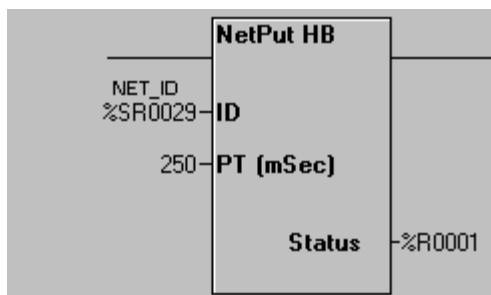 NetPut HB
NET_ID
%SR0029 ID
250 PT (mSec)
Status %R0001